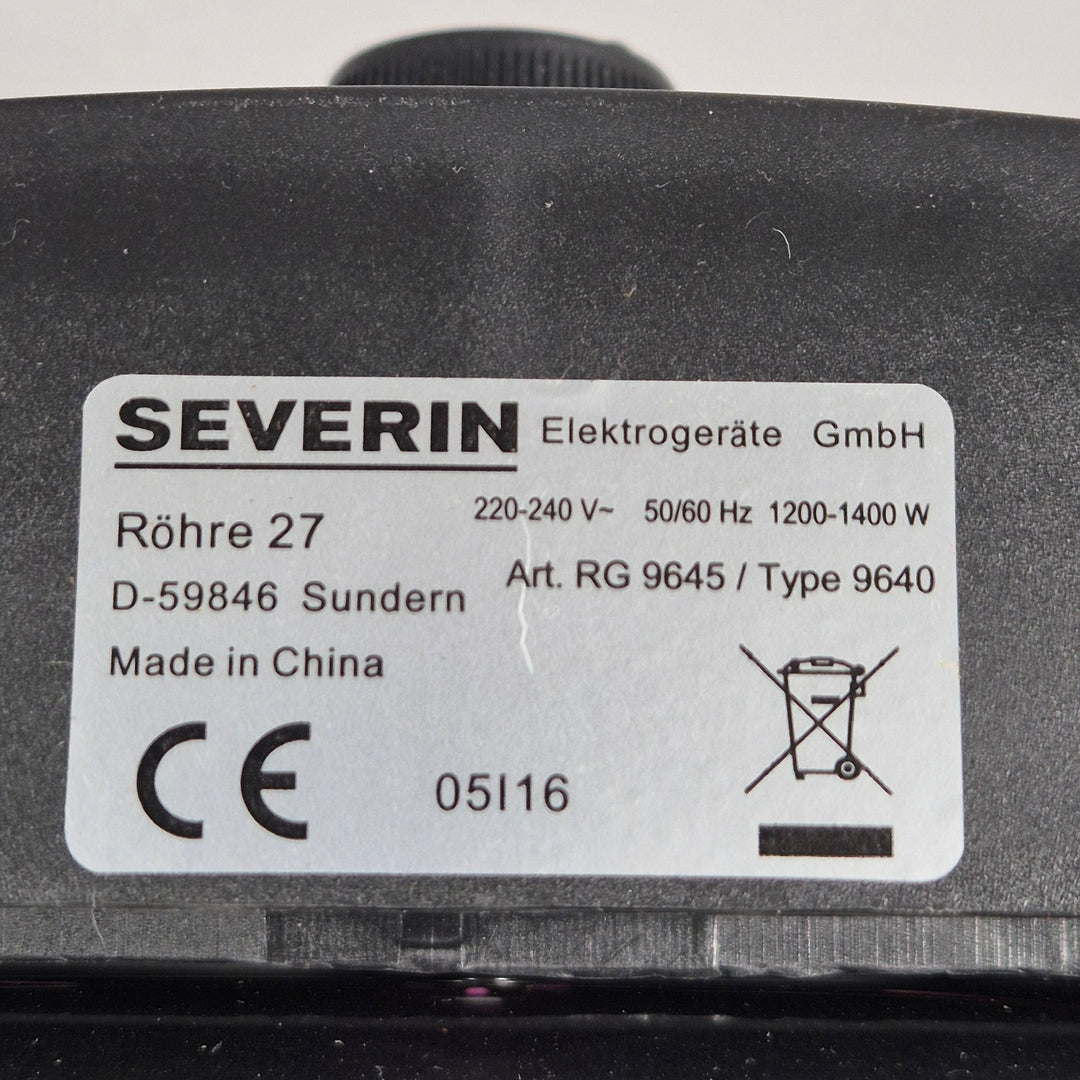 SEVERIN Elektrogeräte GmbH
220-240 V~ 50/60 Hz 1200-1400 W
Röhre 27
Art. RG 9645 / Type 9640
D-59846 Sundern
Made in China
CE
05I16